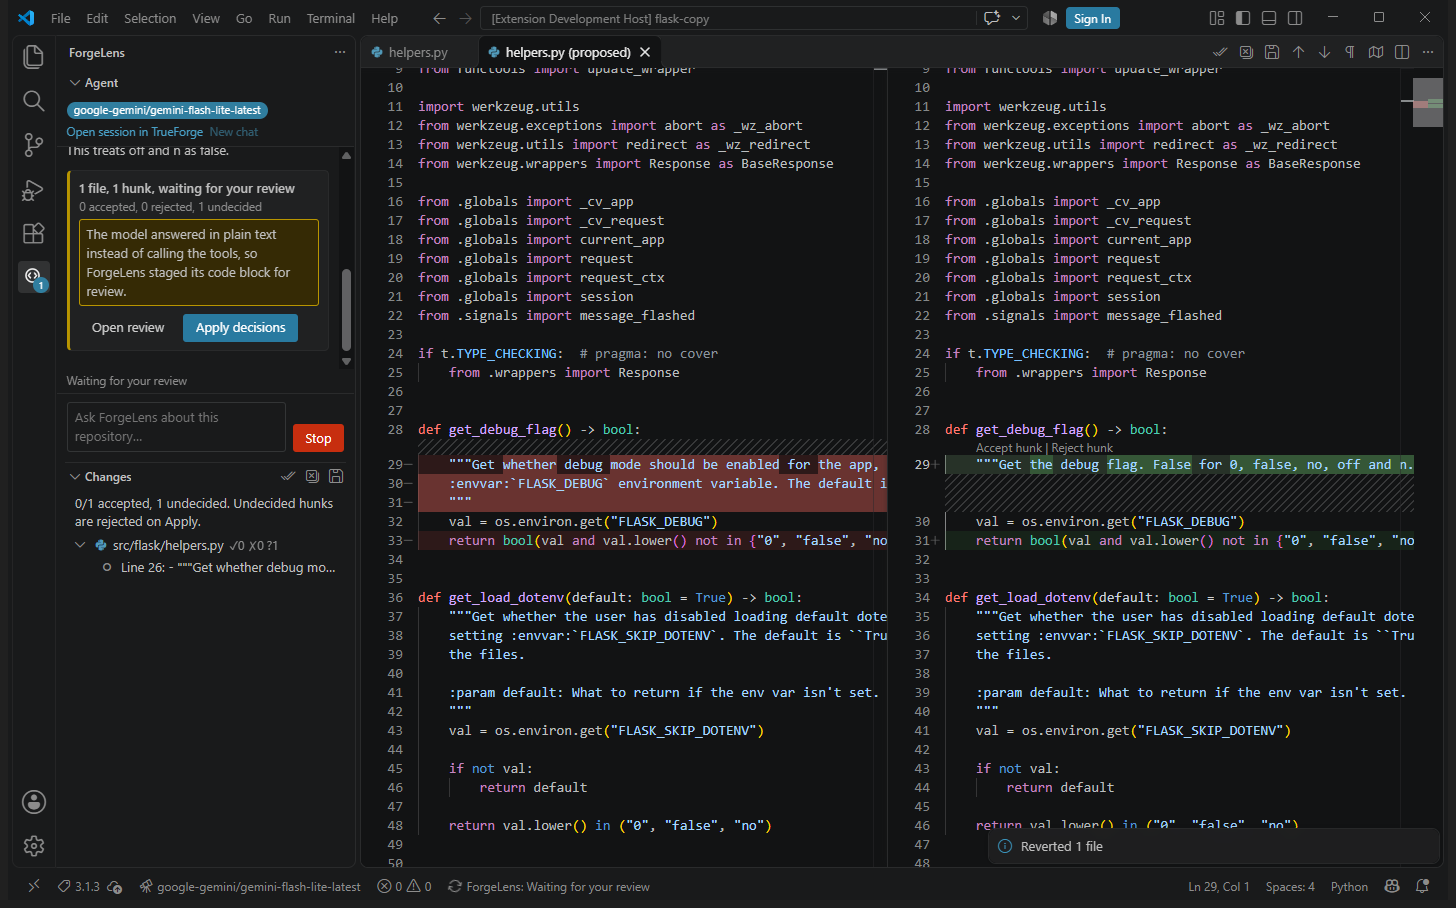 File Edit Selection View Go Run Terminal Help
[Extension Development Host] flask-copy
Sign In
ForgeLens
Agent
google-gemini/gemini-flash-lite-latest
Open session in TrueForge New chat
This treats off and n as false.
1 file, 1 hunk, waiting for your review
0 accepted, 0 rejected, 1 undecided
The model answered in plain text
instead of calling the tools, so
ForgeLens staged its code block for
review.
Open review
Apply decisions
Waiting for your review
Ask ForgeLens about this
repository...
Stop
Changes
0/1 accepted, 1 undecided. Undecided hunks
are rejected on Apply.
src/flask/helpers.py ✓0 ✗0 ?1
Line 26: - """Get whether debug mo...
1
helpers.py
helpers.py (proposed)
9 from functools import update_wrapper
10
11 import werkzeug.utils
12 from werkzeug.exceptions import abort as _wz_abort
13 from werkzeug.utils import redirect as _wz_redirect
14 from werkzeug.wrappers import Response as BaseResponse
15
16 from .globals import _cv_app
17 from .globals import _cv_request
18 from .globals import current_app
19 from .globals import request
20 from .globals import request_ctx
21 from .globals import session
22 from .signals import message_flashed
23
24 if t.TYPE_CHECKING:  # pragma: no cover
25     from .wrappers import Response
26
27
28 def get_debug_flag() -> bool:
29-     """Get whether debug mode should be enabled for the app,
30-     :envvar:`FLASK_DEBUG` environment variable. The default i
31-     """
32     val = os.environ.get("FLASK_DEBUG")
33-     return bool(val and val.lower() not in {"0", "false", "no
34
35
36 def get_load_dotenv(default: bool = True) -> bool:
37     """Get whether the user has disabled loading default dote
38     setting :envvar:`FLASK_SKIP_DOTENV`. The default is ``Tru
39     the files.
40
41     :param default: What to return if the env var isn't set.
42     """
43     val = os.environ.get("FLASK_SKIP_DOTENV")
44
45     if not val:
46         return default
47
48     return val.lower() in ("0", "false", "no")
49
50
9 from functools import update_wrapper
10
11 import werkzeug.utils
12 from werkzeug.exceptions import abort as _wz_abort
13 from werkzeug.utils import redirect as _wz_redirect
14 from werkzeug.wrappers import Response as BaseResponse
15
16 from .globals import _cv_app
17 from .globals import _cv_request
18 from .globals import current_app
19 from .globals import request
20 from .globals import request_ctx
21 from .globals import session
22 from .signals import message_flashed
23
24 if t.TYPE_CHECKING:  # pragma: no cover
25     from .wrappers import Response
26
27
28 def get_debug_flag() -> bool:
Accept hunk | Reject hunk
29+     """Get the debug flag. False for 0, false, no, off and n.
30     val = os.environ.get("FLASK_DEBUG")
31+     return bool(val and val.lower() not in {"0", "false", "no
32
33
34 def get_load_dotenv(default: bool = True) -> bool:
35     """Get whether the user has disabled loading default dote
36     setting :envvar:`FLASK_SKIP_DOTENV`. The default is ``Tru
37     the files.
38
39     :param default: What to return if the env var isn't set.
40     """
41     val = os.environ.get("FLASK_SKIP_DOTENV")
42
43     if not val:
44         return default
45
46     return val.lower() in ("0", "false", "no")
47
48
Reverted 1 file
3.1.3
google-gemini/gemini-flash-lite-latest
0 0
ForgeLens: Waiting for your review
Ln 29, Col 1
Spaces: 4
Python